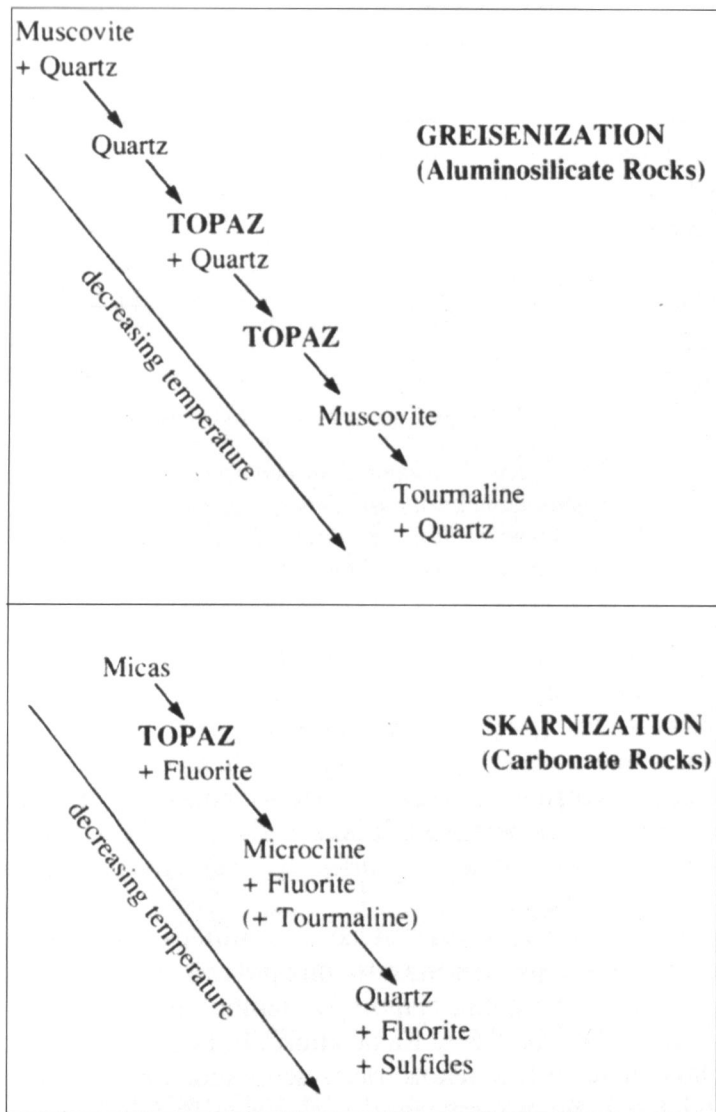 Muscovite
+ Quartz
Quartz
GREISENIZATION
(Aluminosilicate Rocks)
TOPAZ
+ Quartz
TOPAZ
decreasing temperature
Muscovite
Tourmaline
+ Quartz
Micas
TOPAZ
+ Fluorite
SKARNIZATION
(Carbonate Rocks)
decreasing temperature
Microcline
+ Fluorite
(+ Tourmaline)
Quartz
+ Fluorite
+ Sulfides